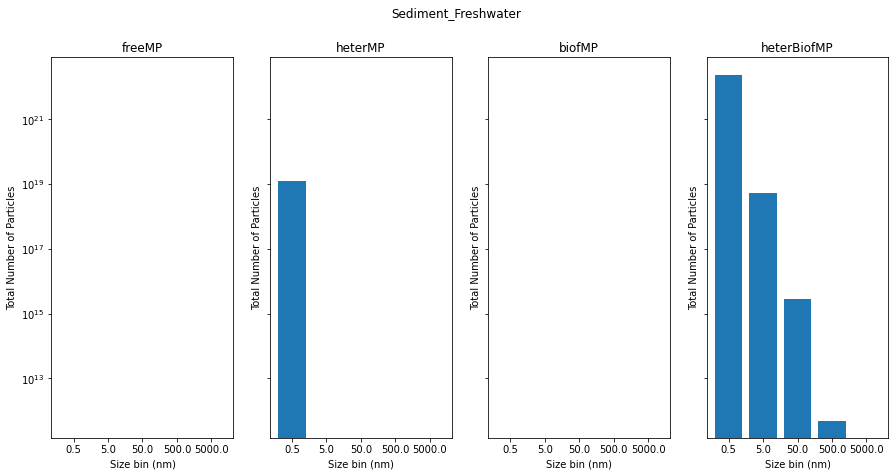 Sediment_Freshwater
freeMP
heterMP
biofMP
heterBiofMP
Total Number of Particles
10^21
10^19
10^17
10^15
10^13
0.5 5.0 50.0 500.0 5000.0
Size bin (nm)
Total Number of Particles
0.5 5.0 50.0 500.0 5000.0
Size bin (nm)
Total Number of Particles
0.5 5.0 50.0 500.0 5000.0
Size bin (nm)
Total Number of Particles
0.5 5.0 50.0 500.0 5000.0
Size bin (nm)